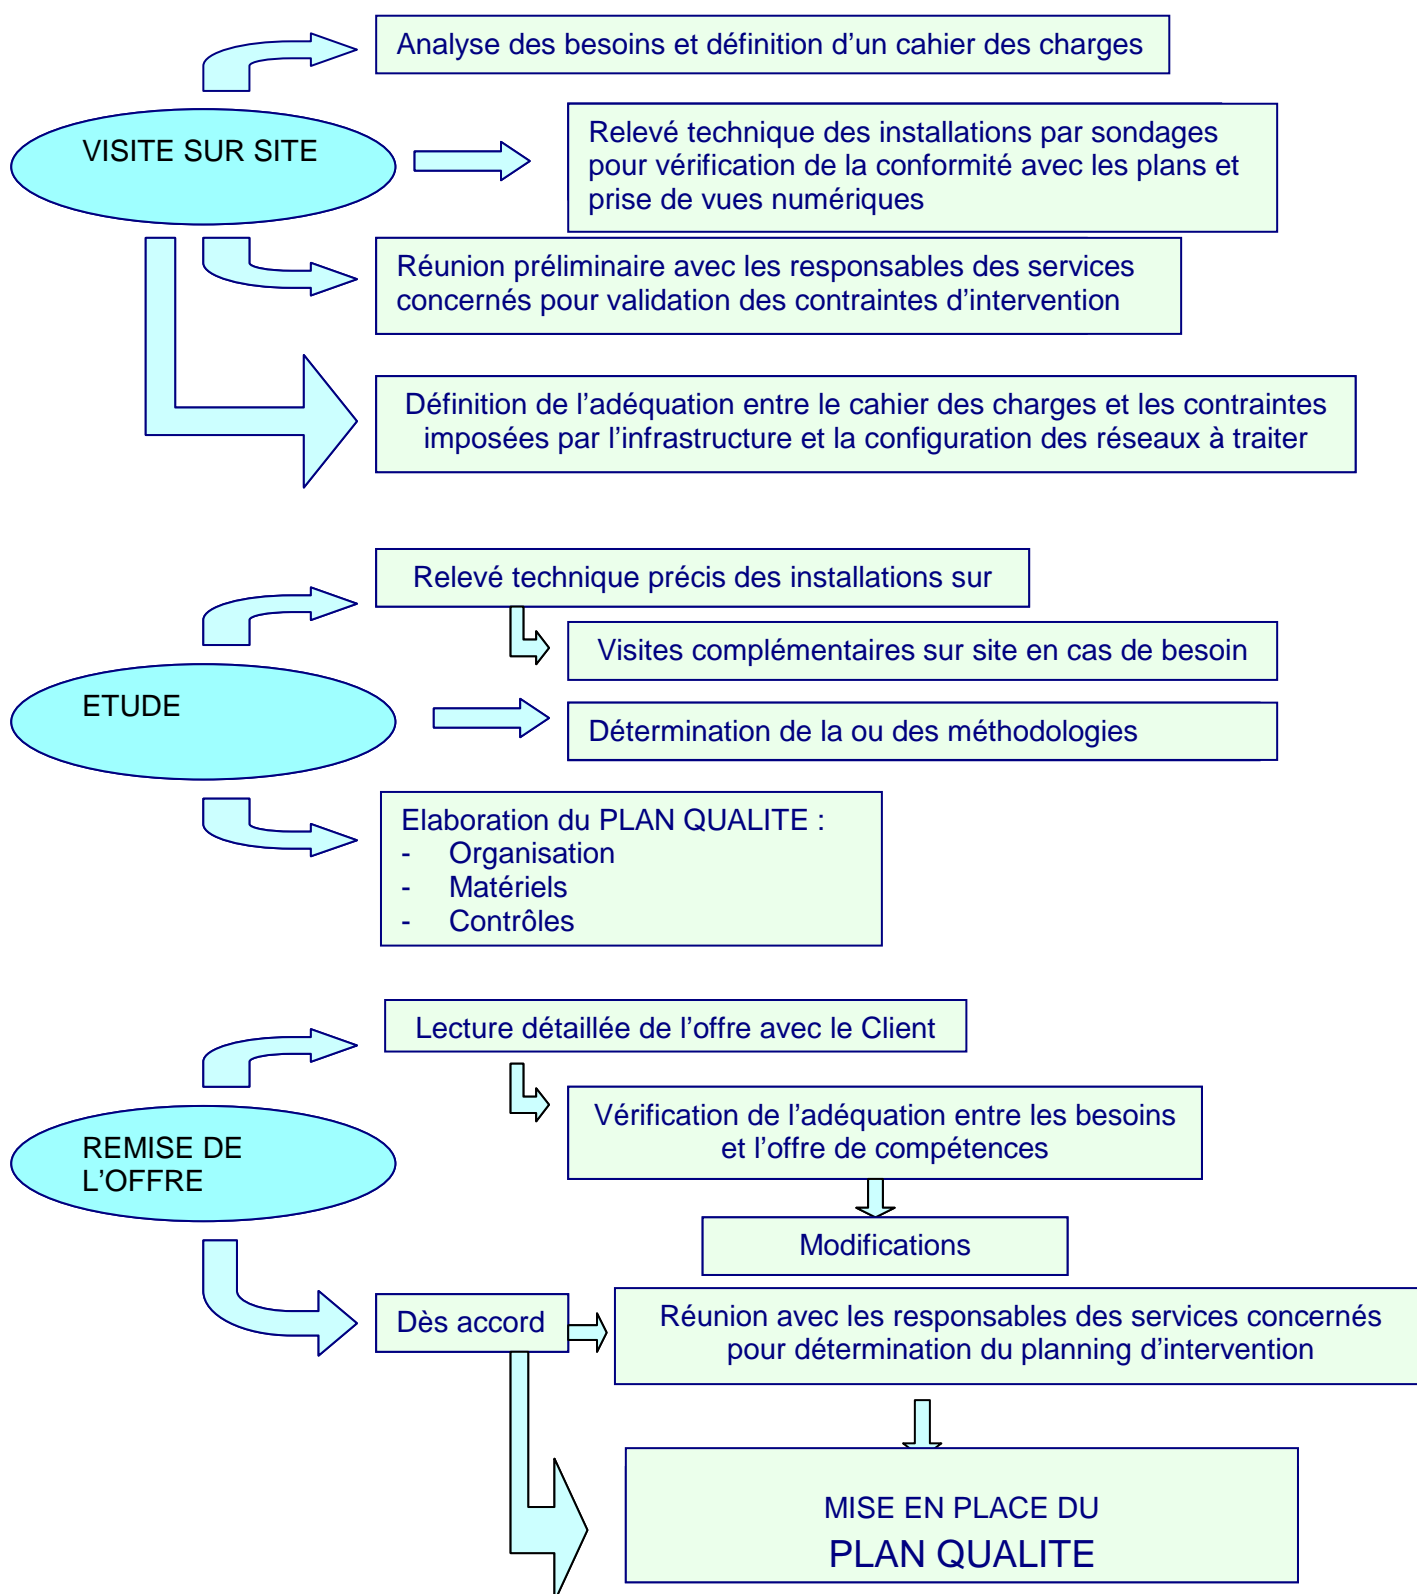 Analyse des besoins et définition d’un cahier des charges
VISITE SUR SITE
Relevé technique des installations par sondages
pour vérification de la conformité avec les plans et
prise de vues numériques
Réunion préliminaire avec les responsables des services
concernés pour validation des contraintes d’intervention
Définition de l’adéquation entre le cahier des charges et les contraintes
imposées par l’infrastructure et la configuration des réseaux à traiter
Relevé technique précis des installations sur
Visites complémentaires sur site en cas de besoin
ETUDE
Détermination de la ou des méthodologies
Elaboration du PLAN QUALITE :
- Organisation
- Matériels
- Contrôles
Lecture détaillée de l’offre avec le Client
Vérification de l’adéquation entre les besoins
et l’offre de compétences
REMISE DE
L’OFFRE
Modifications
Dès accord
Réunion avec les responsables des services concernés
pour détermination du planning d’intervention
MISE EN PLACE DU
PLAN QUALITE